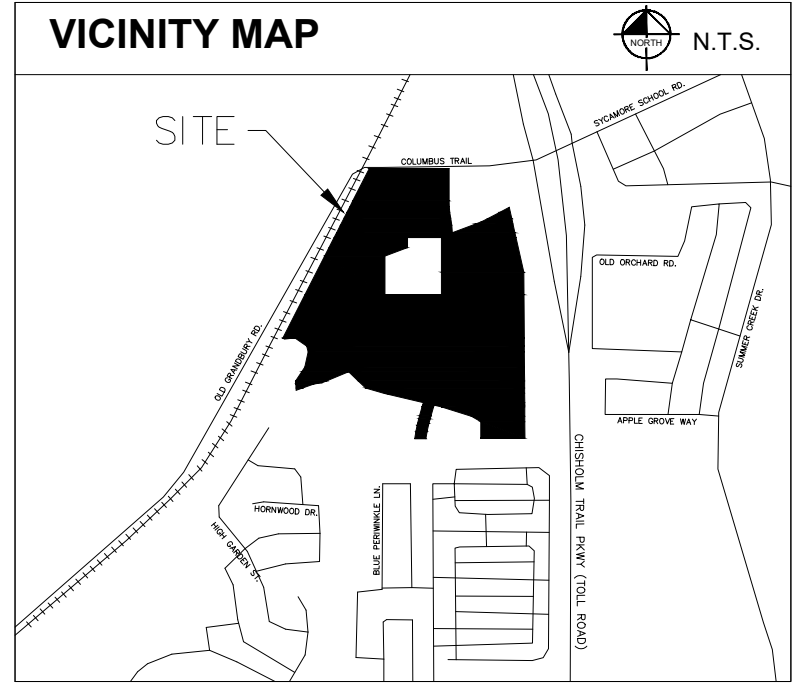 VICINITY MAP
NORTH
N.T.S.
SITE
SYCAMORE SCHOOL RD.
COLUMBUS TRAIL
OLD ORCHARD RD.
SUMMER CREEK DR.
OLD GRANDBURY RD.
APPLE GROVE WAY
CHISHOLM TRAIL PKWY (TOLL ROAD)
HORNWOOD DR.
BLUE PERIWINKLE LN.
HIGH GARDEN ST.